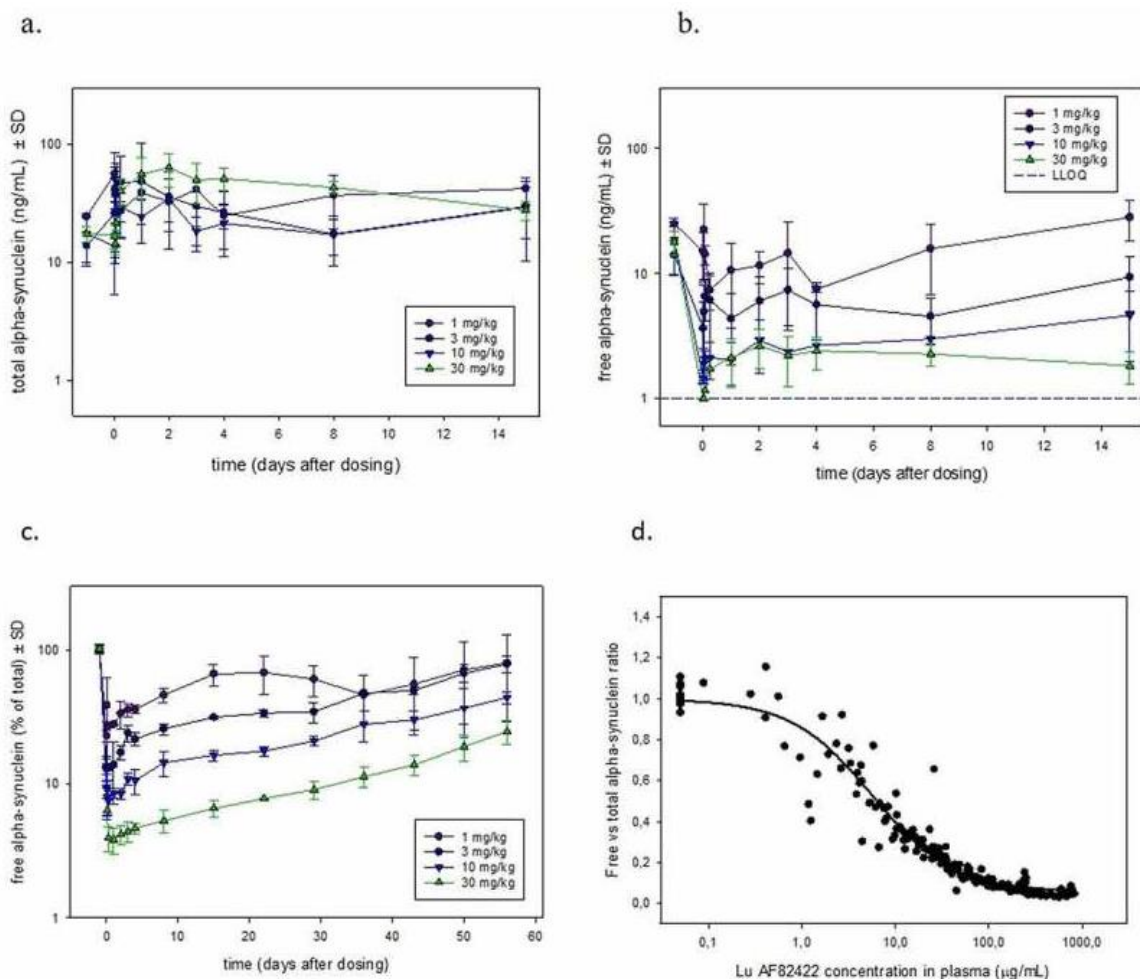 a.
total alpha-synuclein (ng/mL) ± SD
100
10
1
1 mg/kg
3 mg/kg
10 mg/kg
30 mg/kg
0 2 4 6 8 10 12 14
time (days after dosing)
b.
free alpha-synuclein (ng/mL) ± SD
100
10
1
1 mg/kg
3 mg/kg
10 mg/kg
30 mg/kg
LLOQ
0 2 4 6 8 10 12 14
time (days after dosing)
c.
free alpha-synuclein (% of total) ± SD
100
10
1
1 mg/kg
3 mg/kg
10 mg/kg
30 mg/kg
0 10 20 30 40 50 60
time (days after dosing)
d.
Free vs total alpha-synuclein ratio
1,4
1,2
1,0
0,8
0,6
0,4
0,2
0,0
0,1 1,0 10,0 100,0 1000,0
Lu AF82422 concentration in plasma (µg/mL)